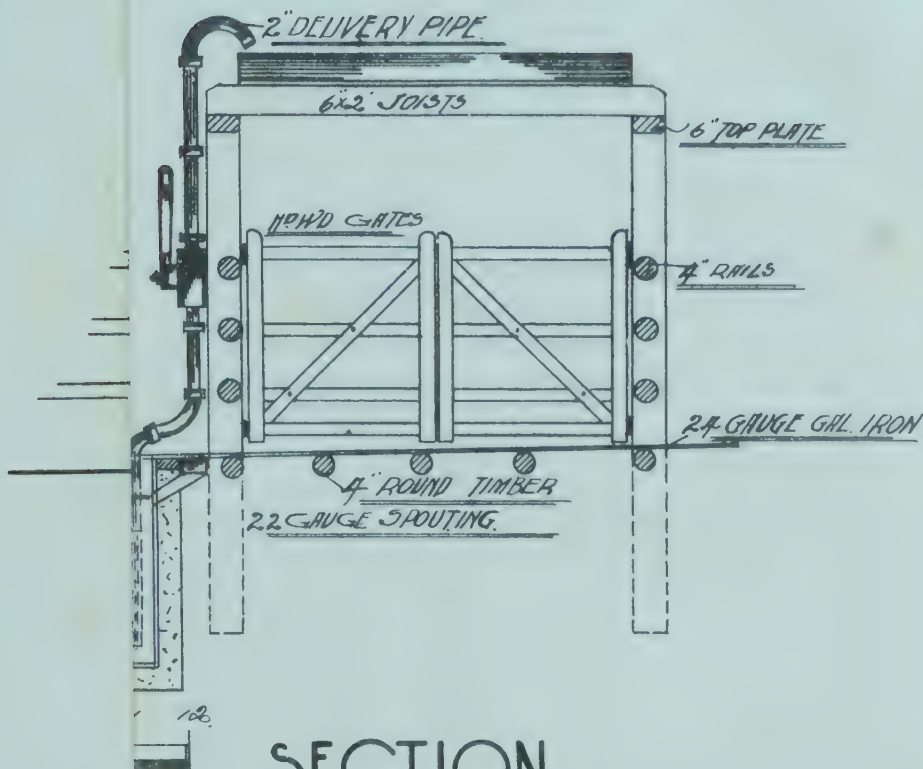 2" DELIVERY PIPE.
6"x2" JOISTS
6" TOP PLATE
H'W'D GATES
4" RAILS
24 GAUGE GAL. IRON
4" ROUND TIMBER
22 GAUGE SPOUTING.
SECTION